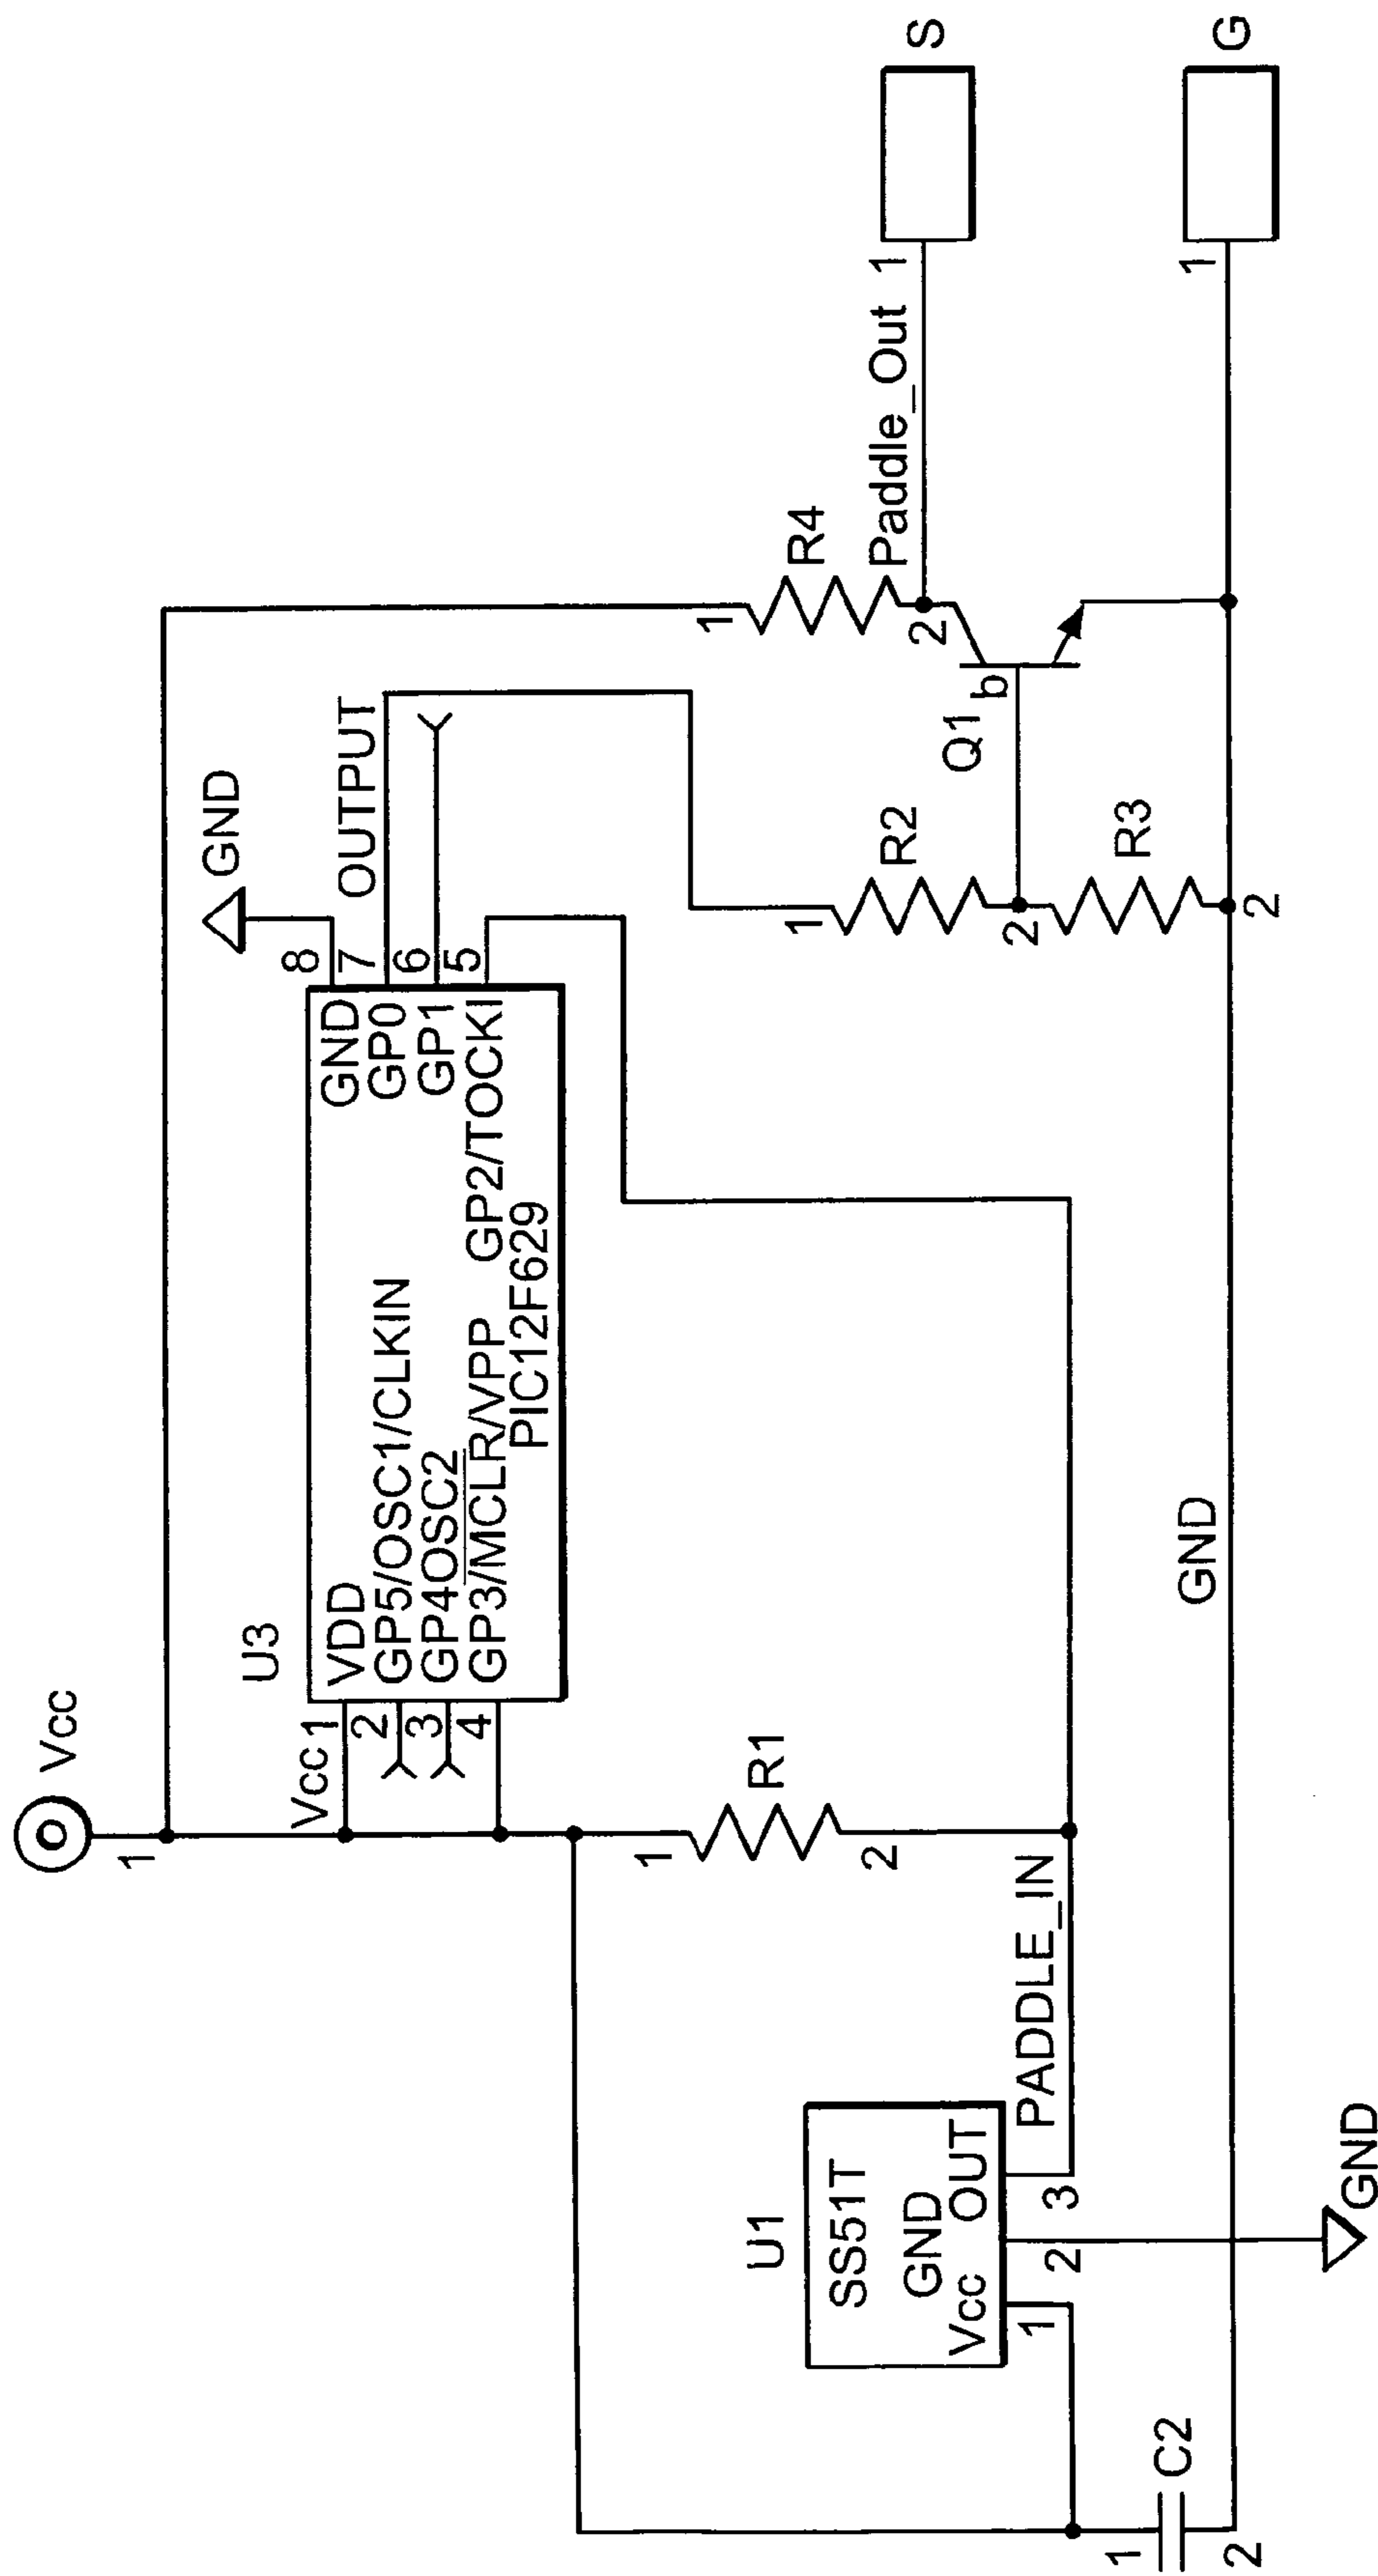 Vcc
1
U3
GND
Vcc 1
VDD
GND
8
2
GP5/OSC1/CLKIN
GP0
7
OUTPUT
3
GP4OSC2
GP1
6
4
GP3/MCLR/VPP
GP2/TOCKI
5
PIC12F629
1
R1
2
U1
SS51T
GND
Vcc
OUT
1
2
3
PADDLE_IN
1
R4
2
Paddle_Out
1
S
1
R2
2
Q1
b
R3
2
GND
1
G
1
C2
2
GND